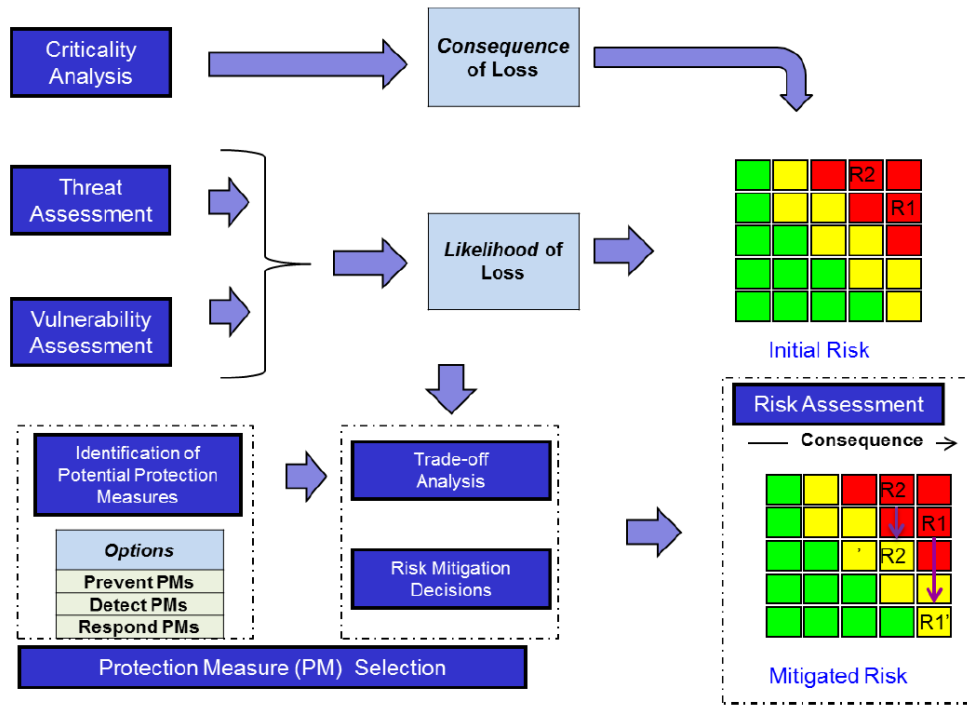 Criticality
Analysis
Consequence
of Loss
Threat
Assessment
Vulnerability
Assessment
Likelihood of
Loss
R2
R1
Initial Risk
Identification of
Potential Protection
Measures
Options
Prevent PMs
Detect PMs
Respond PMs
Trade-off
Analysis
Risk Mitigation
Decisions
Protection Measure (PM) Selection
Risk Assessment
Consequence
R2
R1
' R2
R1'
Mitigated Risk